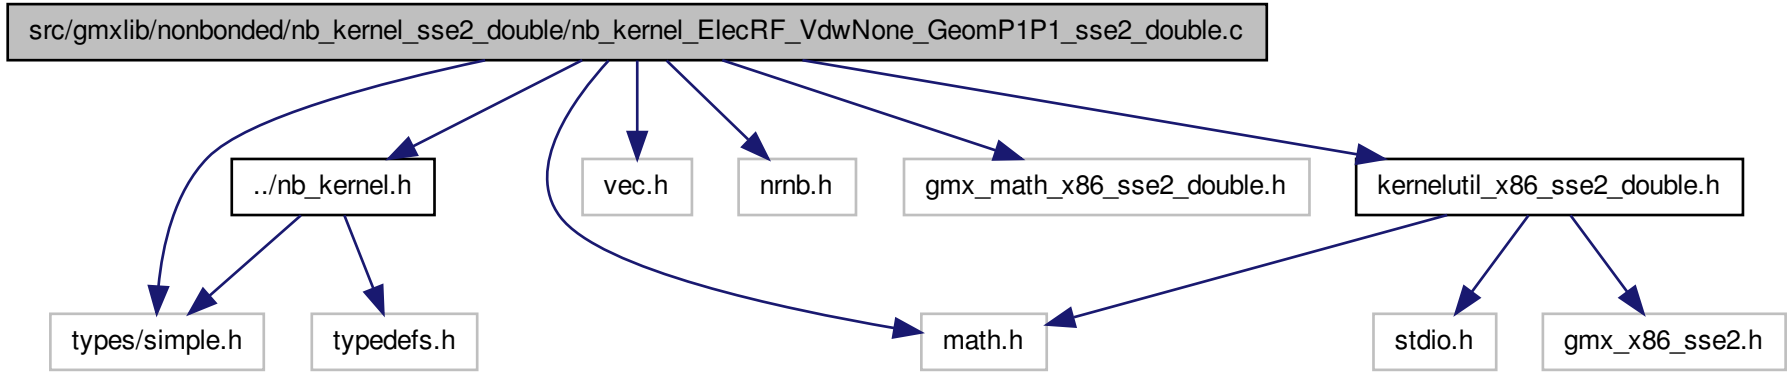 src/gmxlib/nonbonded/nb_kernel_sse2_double/nb_kernel_ElecRF_VdwNone_GeomP1P1_sse2_double.c
../nb_kernel.h
vec.h
nrnb.h
gmx_math_x86_sse2_double.h
kernelutil_x86_sse2_double.h
types/simple.h
typedefs.h
math.h
stdio.h
gmx_x86_sse2.h